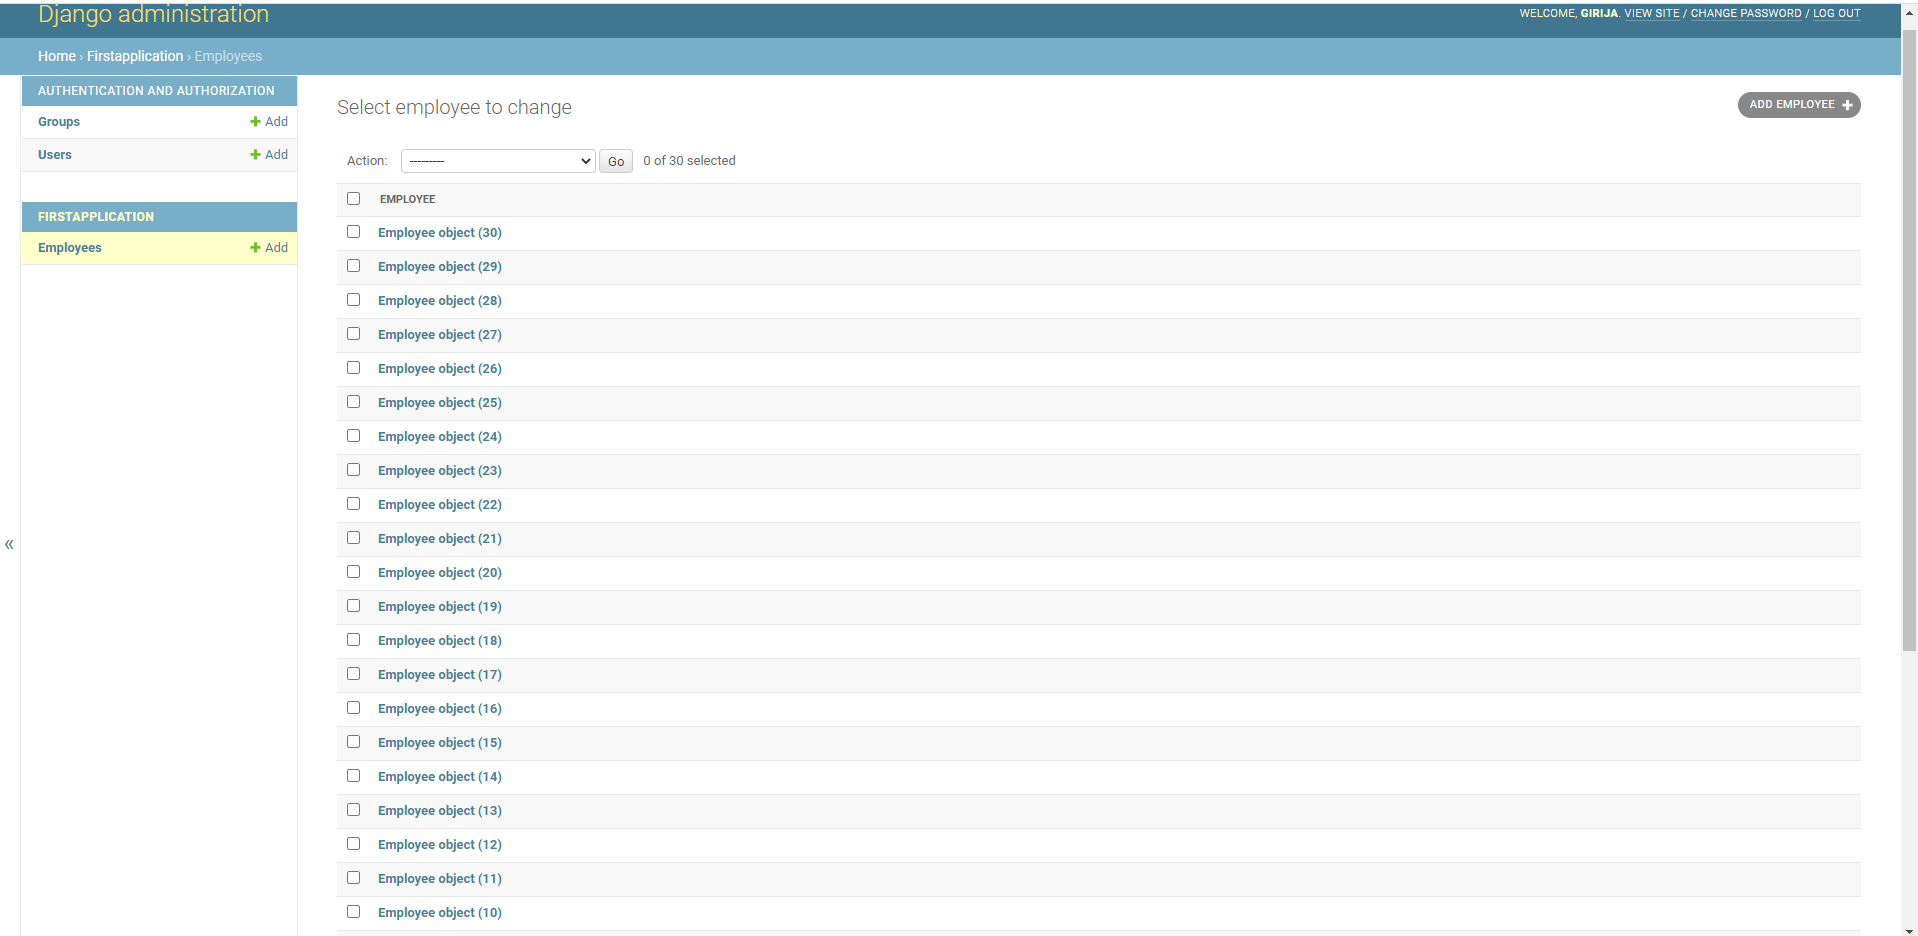 Django administration
WELCOME, GIRIJA. VIEW SITE / CHANGE PASSWORD / LOG OUT
Home › Firstapplication › Employees
AUTHENTICATION AND AUTHORIZATION
Groups + Add
Users + Add
FIRSTAPPLICATION
Employees + Add
«
Select employee to change
ADD EMPLOYEE +
Action: --------- Go 0 of 30 selected
EMPLOYEE
Employee object (30)
Employee object (29)
Employee object (28)
Employee object (27)
Employee object (26)
Employee object (25)
Employee object (24)
Employee object (23)
Employee object (22)
Employee object (21)
Employee object (20)
Employee object (19)
Employee object (18)
Employee object (17)
Employee object (16)
Employee object (15)
Employee object (14)
Employee object (13)
Employee object (12)
Employee object (11)
Employee object (10)